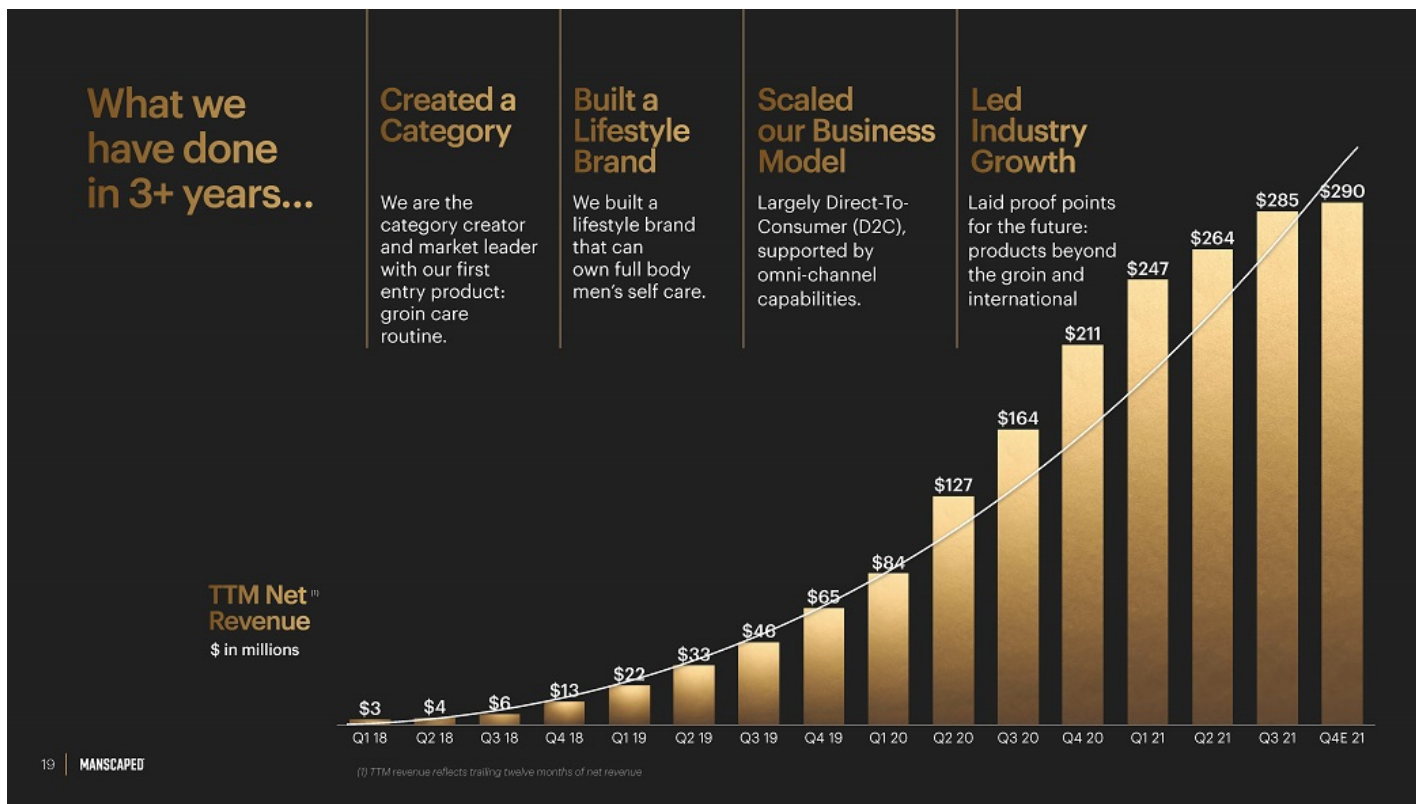 What we
have done
in 3+ years...
Created a
Category
We are the
category creator
and market leader
with our first
entry product:
groin care
routine.
Built a
Lifestyle
Brand
We built a
lifestyle brand
that can
own full body
men's self care.
Scaled
our Business
Model
Largely Direct-To-
Consumer (D2C),
supported by
omni-channel
capabilities.
Led
Industry
Growth
Laid proof points
for the future:
products beyond
the groin and
international
TTM Net (1)
Revenue
$ in millions
$3 $4 $6 $13 $22 $33 $46 $65 $84 $127 $164 $211 $247 $264 $285 $290
Q1 18 Q2 18 Q3 18 Q4 18 Q1 19 Q2 19 Q3 19 Q4 19 Q1 20 Q2 20 Q3 20 Q4 20 Q1 21 Q2 21 Q3 21 Q4E 21
19 MANSCAPED
(1) TTM revenue reflects trailing twelve months of net revenue